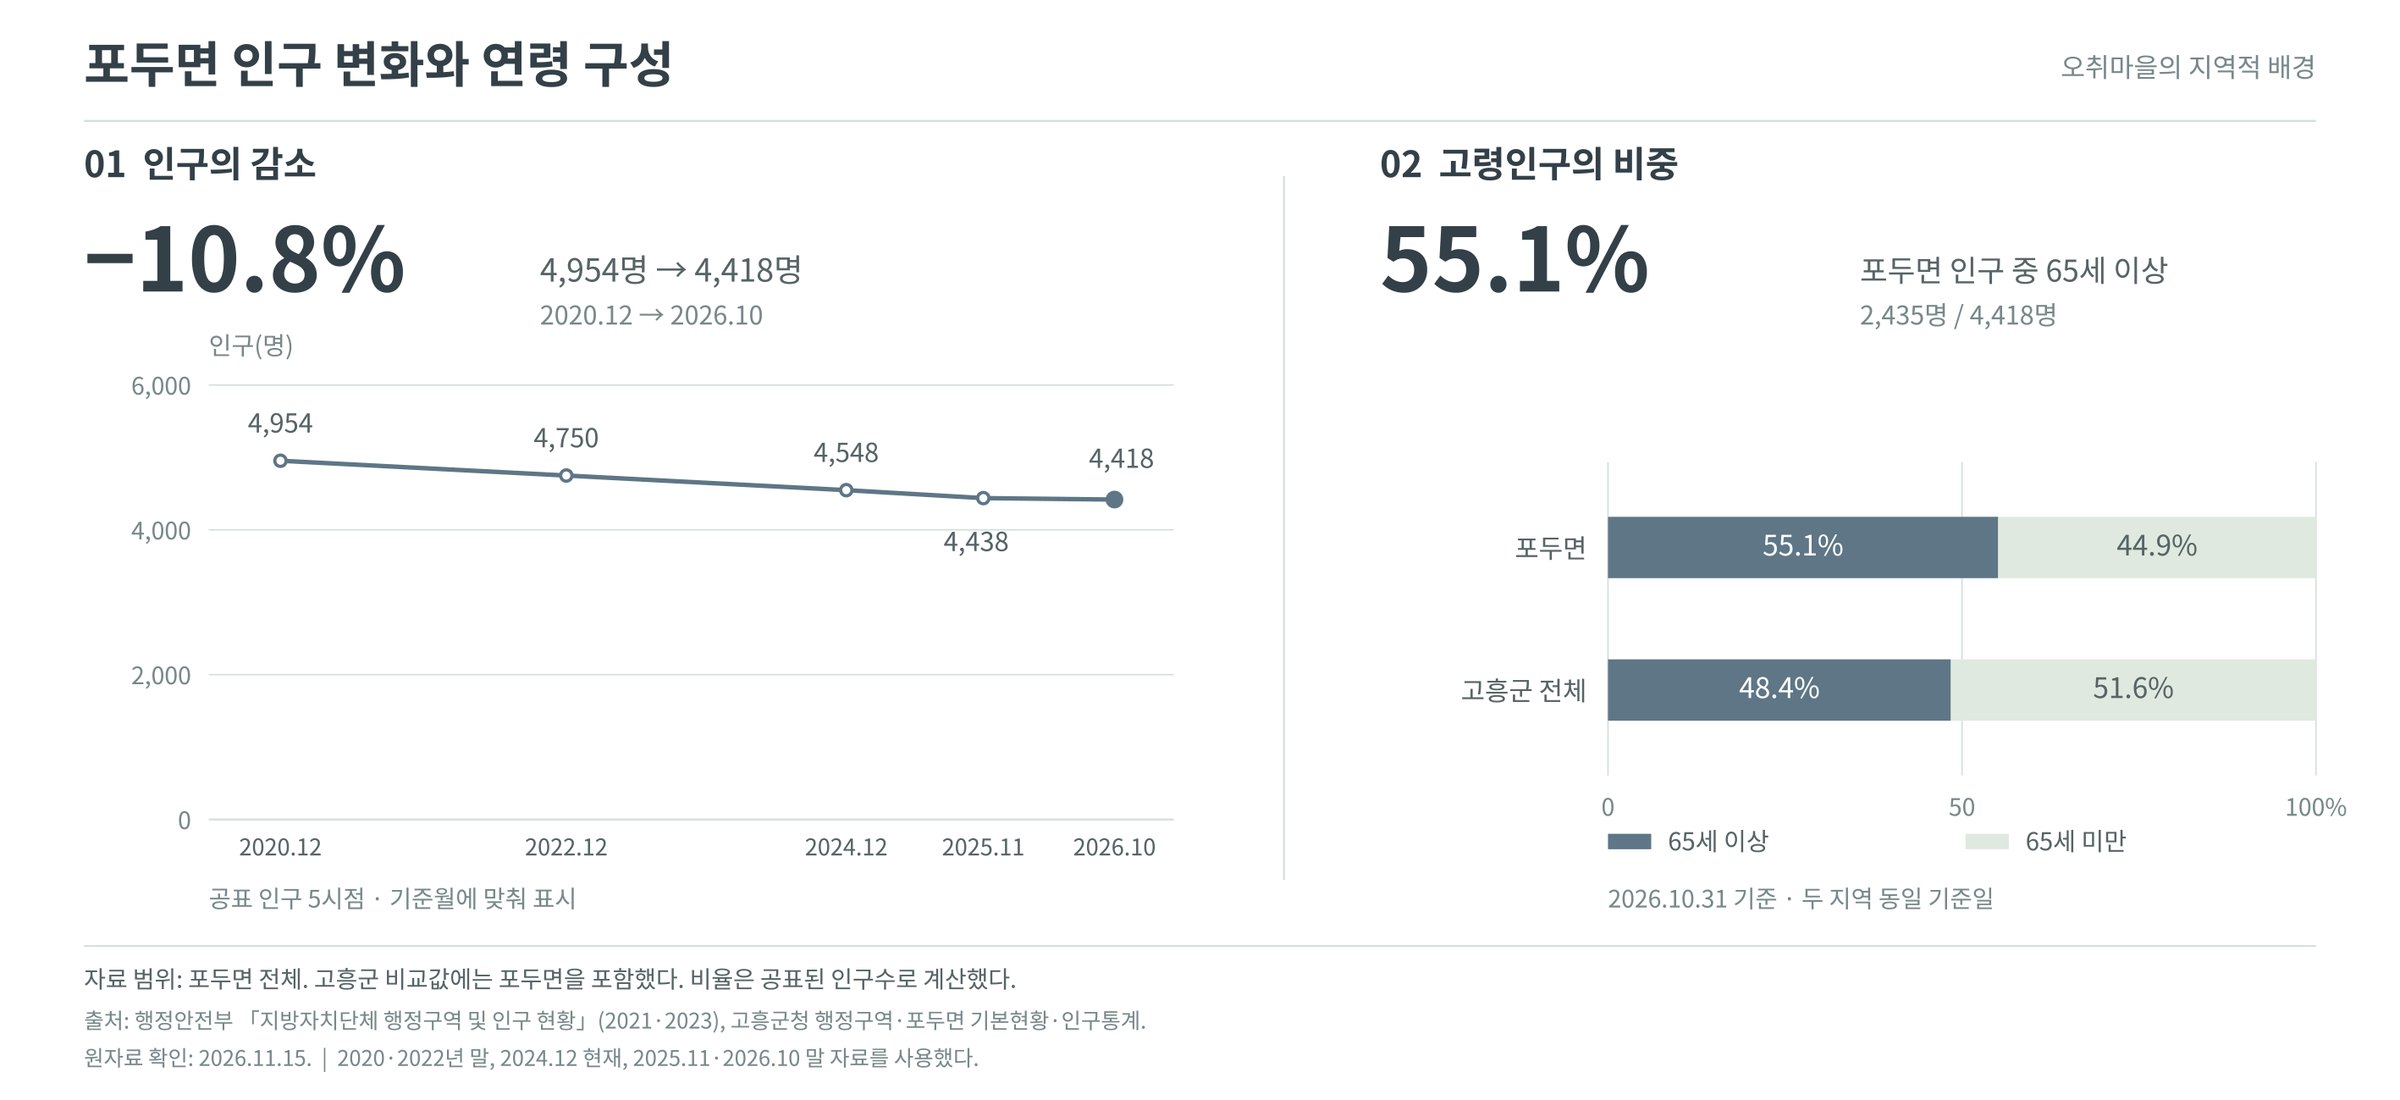 포두면 인구 변화와 연령 구성
오취마을의 지역적 배경
01 인구의 감소
−10.8%
4,954명 → 4,418명
2020.12 → 2026.10
인구(명)
6,000
4,000
2,000
0
4,954
4,750
4,548
4,438
4,418
2020.12
2022.12
2024.12
2025.11
2026.10
공표 인구 5시점 · 기준월에 맞춰 표시
02 고령인구의 비중
55.1%
포두면 인구 중 65세 이상
2,435명 / 4,418명
포두면
55.1%
44.9%
고흥군 전체
48.4%
51.6%
0
50
100%
65세 이상
65세 미만
2026.10.31 기준 · 두 지역 동일 기준일
자료 범위: 포두면 전체. 고흥군 비교값에는 포두면을 포함했다. 비율은 공표된 인구수로 계산했다.
출처: 행정안전부 「지방자치단체 행정구역 및 인구 현황」(2021·2023), 고흥군청 행정구역·포두면 기본현황·인구통계.
원자료 확인: 2026.11.15. | 2020·2022년 말, 2024.12 현재, 2025.11·2026.10 말 자료를 사용했다.